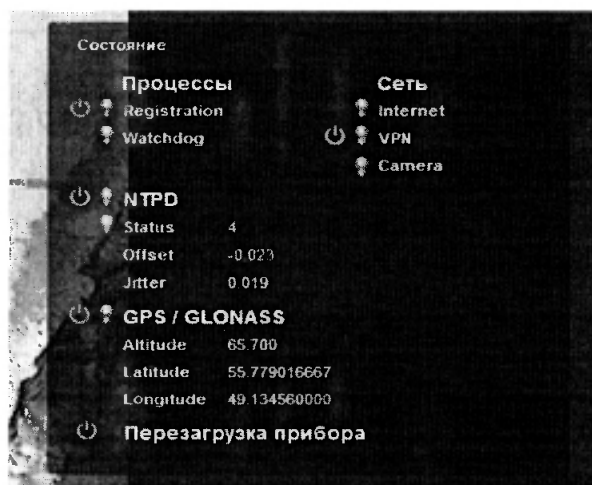 Состояние
Процессы
Registration
Watchdog
Сеть
Internet
VPN
Camera
NTPD
Status 4
Offset -0.023
Jitter 0.019
GPS / GLONASS
Altitude 65.700
Latitude 55.779016667
Longitude 49.134560000
Перезагрузка прибора